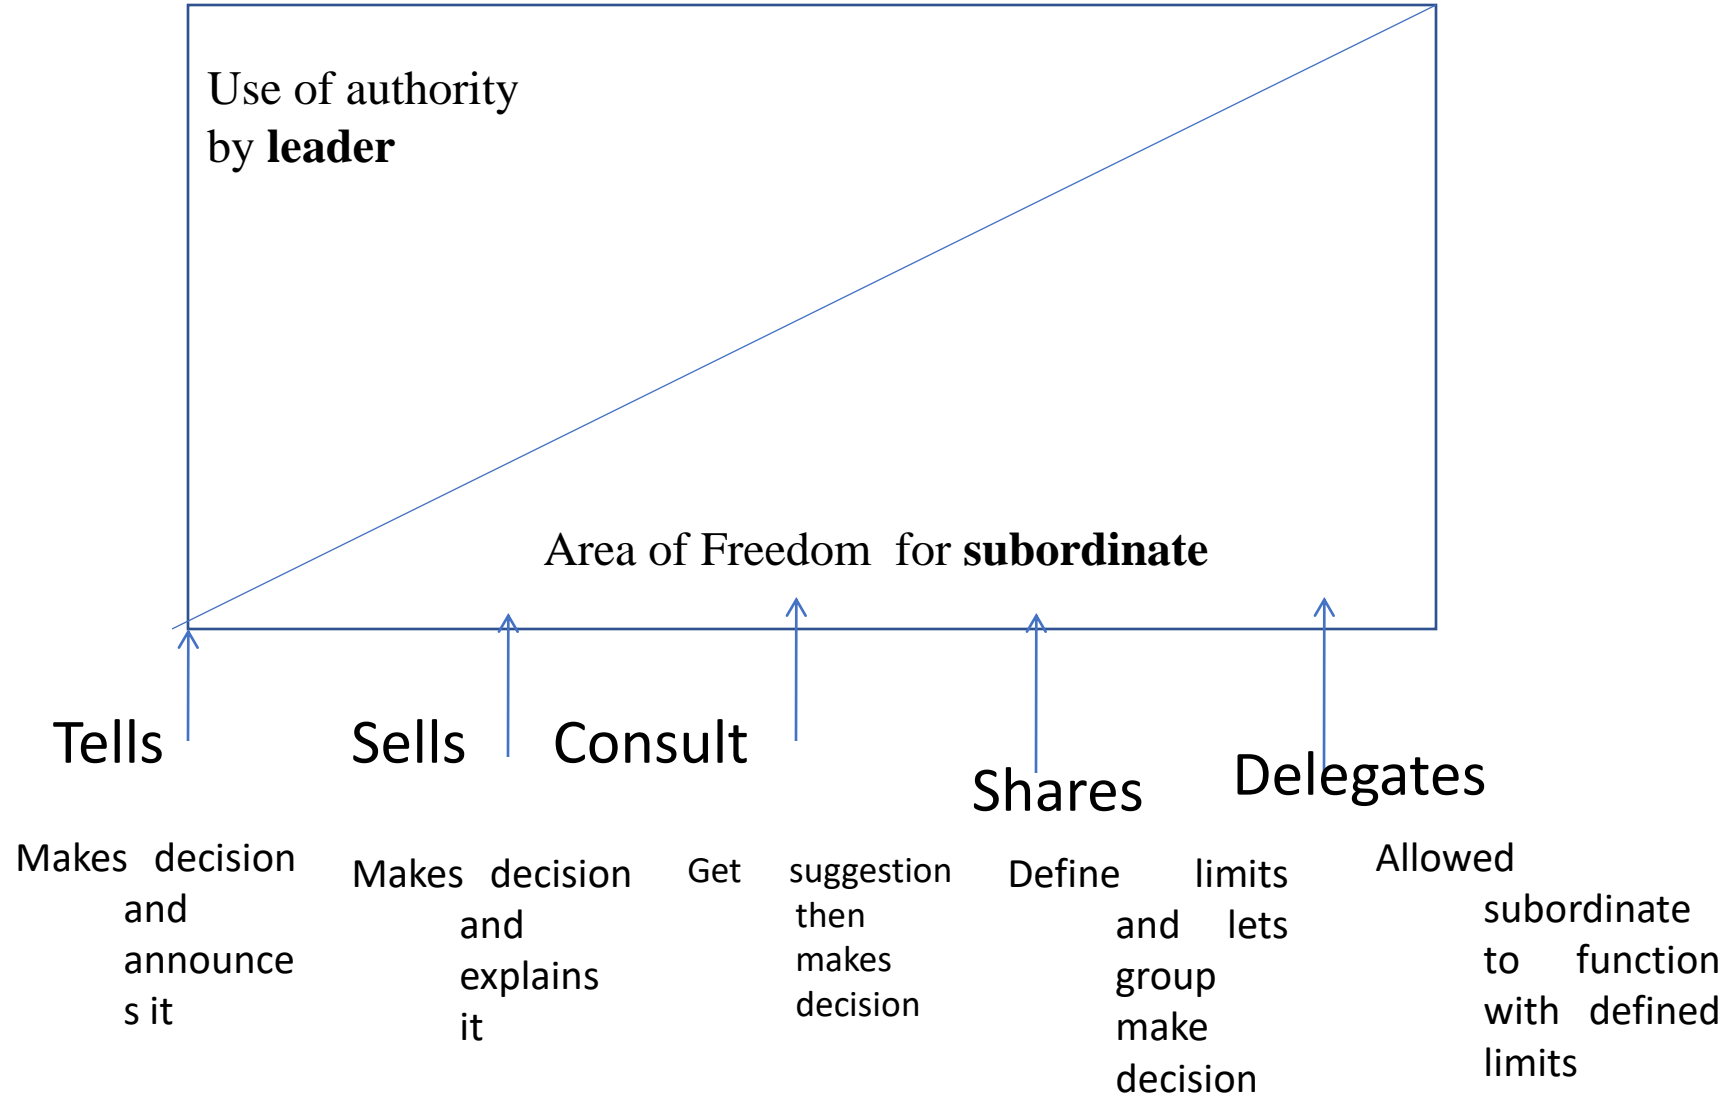 Use of authority
by leader
Area of Freedom for subordinate
Tells
Sells
Consult
Shares
Delegates
Makes decision
and
announce
s it
Makes decision
and
explains
it
Get suggestion
then
makes
decision
Define limits
and lets
group
make
decision
Allowed
subordinate
to function
with defined
limits